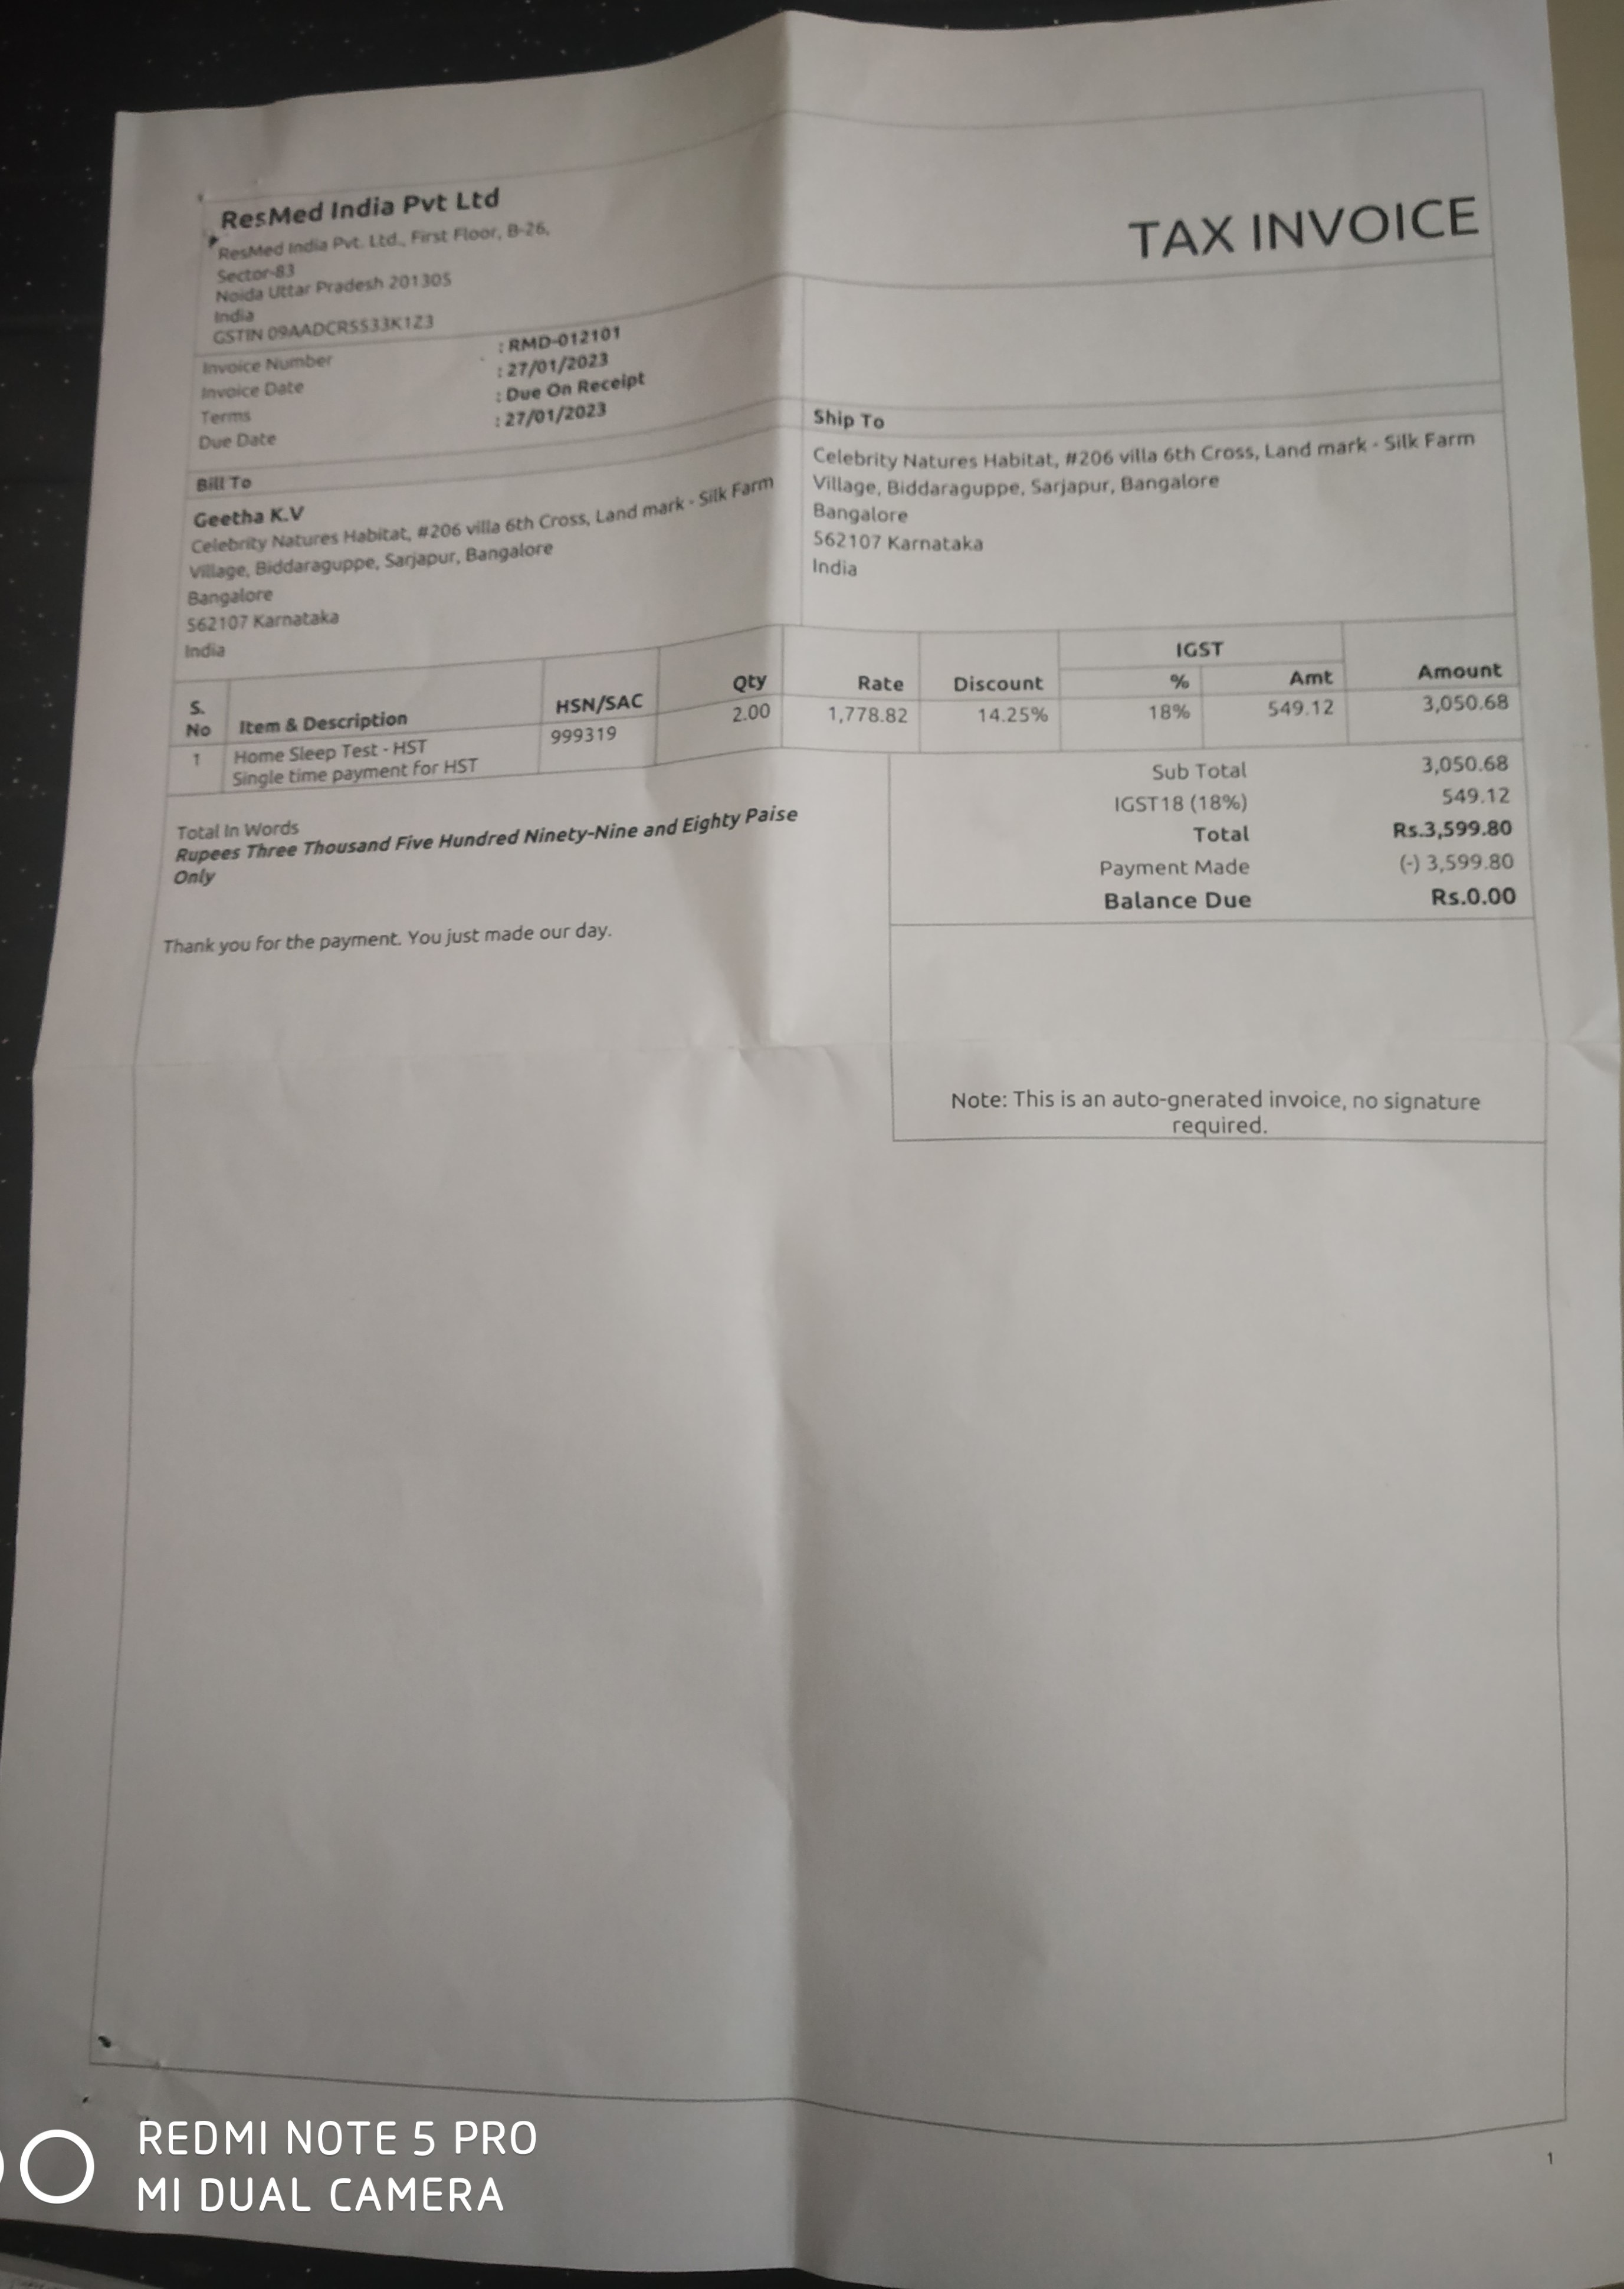 ResMed India Pvt Ltd
ResMed India Pvt. Ltd., First Floor, B-26,
Sector-83
Noida Uttar Pradesh 201305
India
GSTIN 09AADCR5533K1Z3
TAX INVOICE
Invoice Number : RMD-012101
Invoice Date : 27/01/2023
Terms : Due On Receipt
Due Date : 27/01/2023
Bill To
Geetha K.V
Celebrity Natures Habitat, #206 villa 6th Cross, Land mark - Silk Farm
Village, Biddaraguppe, Sarjapur, Bangalore
Bangalore
562107 Karnataka
India
Ship To
Celebrity Natures Habitat, #206 villa 6th Cross, Land mark - Silk Farm
Village, Biddaraguppe, Sarjapur, Bangalore
Bangalore
562107 Karnataka
India
S. No Item & Description HSN/SAC Qty Rate Discount IGST % Amt Amount
1 Home Sleep Test - HST 999319 2.00 1,778.82 14.25% 18% 549.12 3,050.68
Single time payment for HST
Sub Total 3,050.68
IGST18 (18%) 549.12
Total Rs.3,599.80
Payment Made (-) 3,599.80
Balance Due Rs.0.00
Total In Words
Rupees Three Thousand Five Hundred Ninety-Nine and Eighty Paise
Only
Thank you for the payment. You just made our day.
Note: This is an auto-gnerated invoice, no signature
required.
1
REDMI NOTE 5 PRO
MI DUAL CAMERA